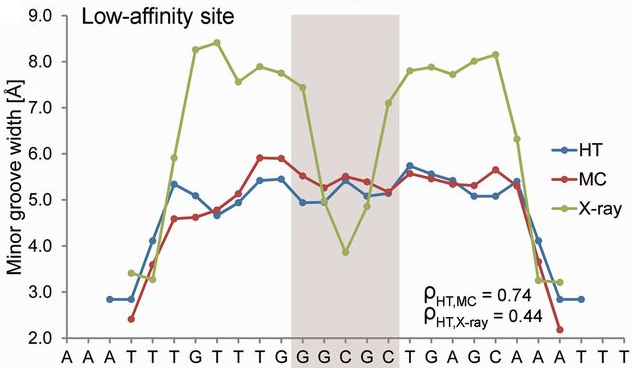 Low-affinity site
Minor groove width [Å]
9.0
8.0
7.0
6.0
5.0
4.0
3.0
2.0
HT
MC
X-ray
ρHT,MC = 0.74
ρHT,X-ray = 0.44
A A A T T T G T T T G G G C G C T G A G C A A A T T T